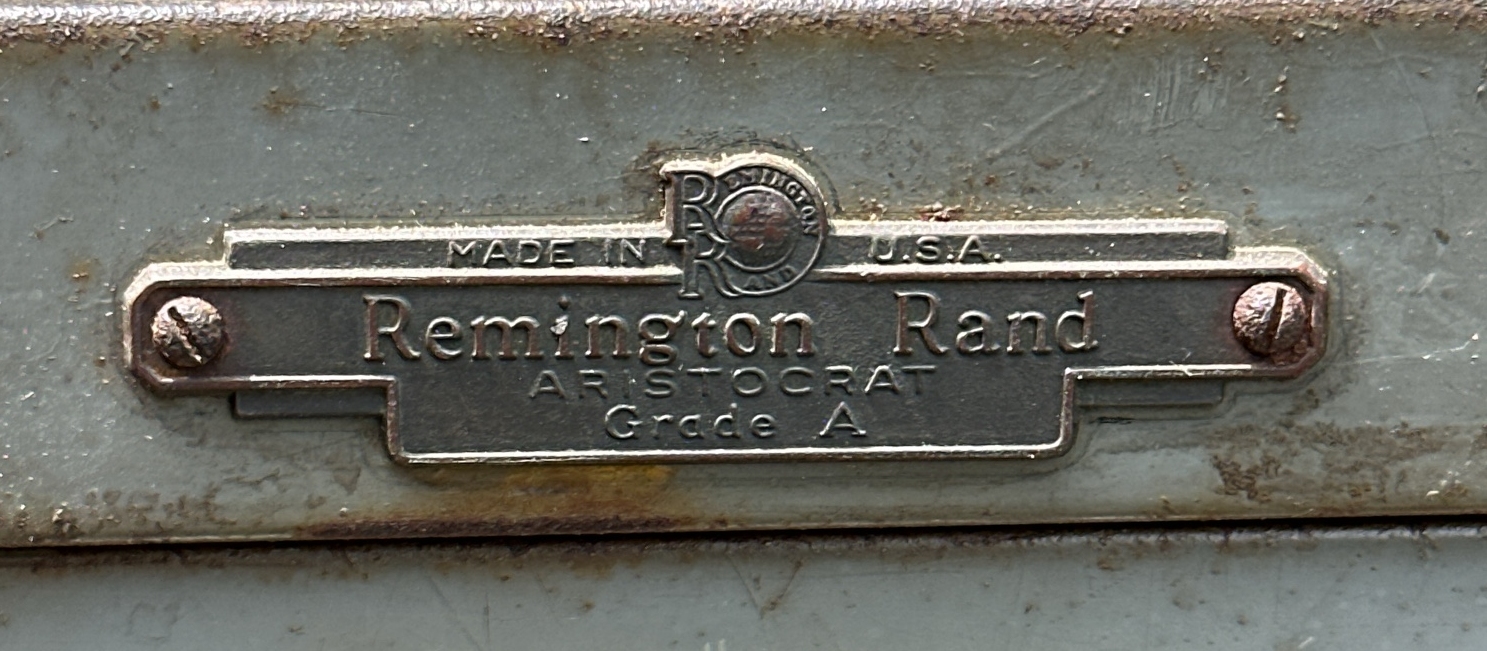 REMINGTON
RAND
MADE IN U.S.A.
Remington Rand
ARISTOCRAT
Grade A